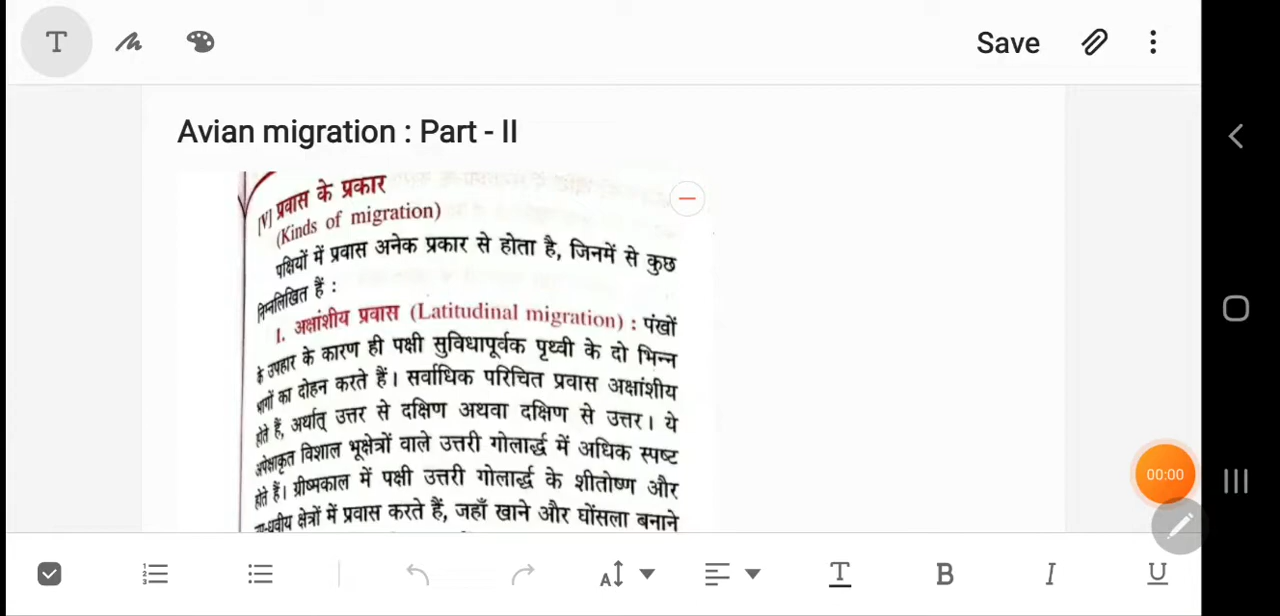 Save
Avian migration : Part - II
[V] प्रवास के प्रकार
(Kinds of migration)
पक्षियों में प्रवास अनेक प्रकार से होता है, जिनमें से कुछ
निम्नलिखित हैं :
1. अक्षांशीय प्रवास (Latitudinal migration) : पंखों
के उपहार के कारण ही पक्षी सुविधापूर्वक पृथ्वी के दो भिन्न
भागों का दोहन करते हैं। सर्वाधिक परिचित प्रवास अक्षांशीय
होते हैं, अर्थात् उत्तर से दक्षिण अथवा दक्षिण से उत्तर। ये
अपेक्षाकृत विशाल भूक्षेत्रों वाले उत्तरी गोलार्द्ध में अधिक स्पष्ट
होते हैं। ग्रीष्मकाल में पक्षी उत्तरी गोलार्द्ध के शीतोष्ण और
क्षेत्रों में प्रवास करते हैं, जहाँ खाने और घोंसला बनाने
00:00